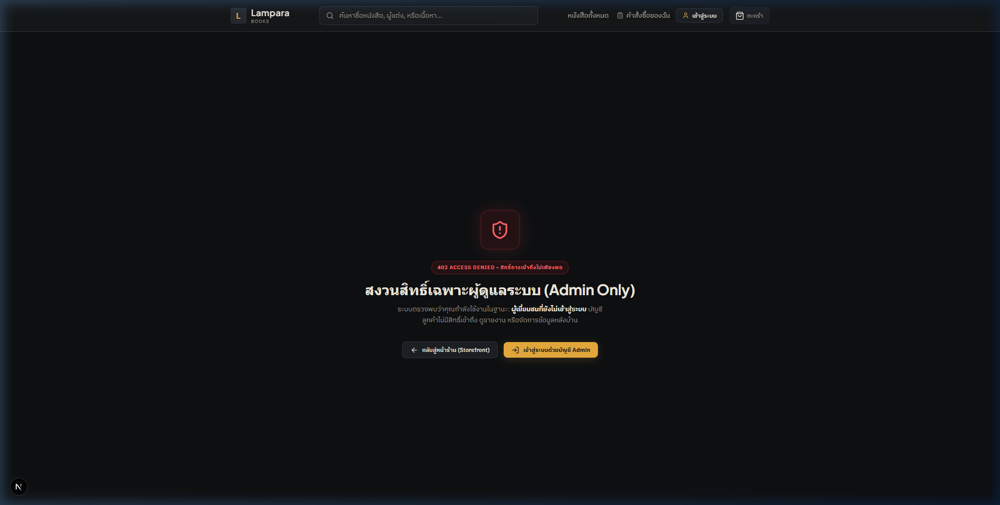 L
Lampara
BOOKS
ค้นหาชื่อหนังสือ, ผู้แต่ง, หรือเนื้อหา...
หนังสือทั้งหมด
คำสั่งซื้อของฉัน
เข้าสู่ระบบ
ตะกร้า
403 ACCESS DENIED • สิทธิ์การเข้าถึงไม่เพียงพอ
สงวนสิทธิ์เฉพาะผู้ดูแลระบบ (Admin Only)
ระบบตรวจพบว่าคุณกำลังใช้งานในฐานะ: ผู้เยี่ยมชมที่ยังไม่เข้าสู่ระบบ บัญชี
ลูกค้าไม่มีสิทธิ์เข้าถึง ดูรายงาน หรือจัดการข้อมูลหลังบ้าน
กลับสู่หน้าร้าน (Storefront)
เข้าสู่ระบบด้วยบัญชี Admin
N